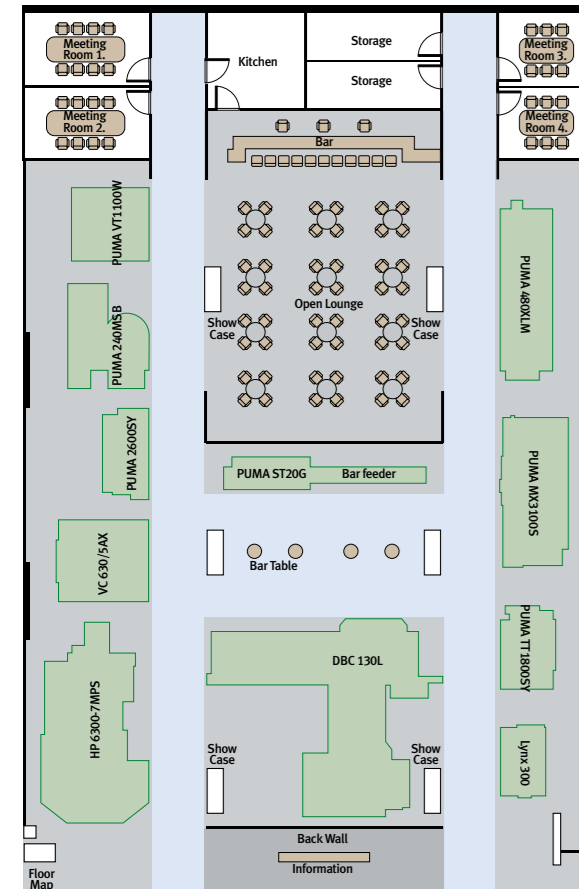 Meeting
Room 1.
Kitchen
Storage
Meeting
Room 3.
Storage
Meeting
Room 2.
Meeting
Room 4.
Bar
PUMA VT1100W
PUMA 480XLM
Open Lounge
Show
Case
Show
Case
PUMA 240MSB
PUMA 2600SY
PUMA ST20G
Bar feeder
PUMA MX3100S
VC 630/5AX
Bar Table
PUMA TT1800SY
DBC 130L
HP 6300-7MPS
Show
Case
Show
Case
Lynx 300
Back Wall
Information
Floor
Map